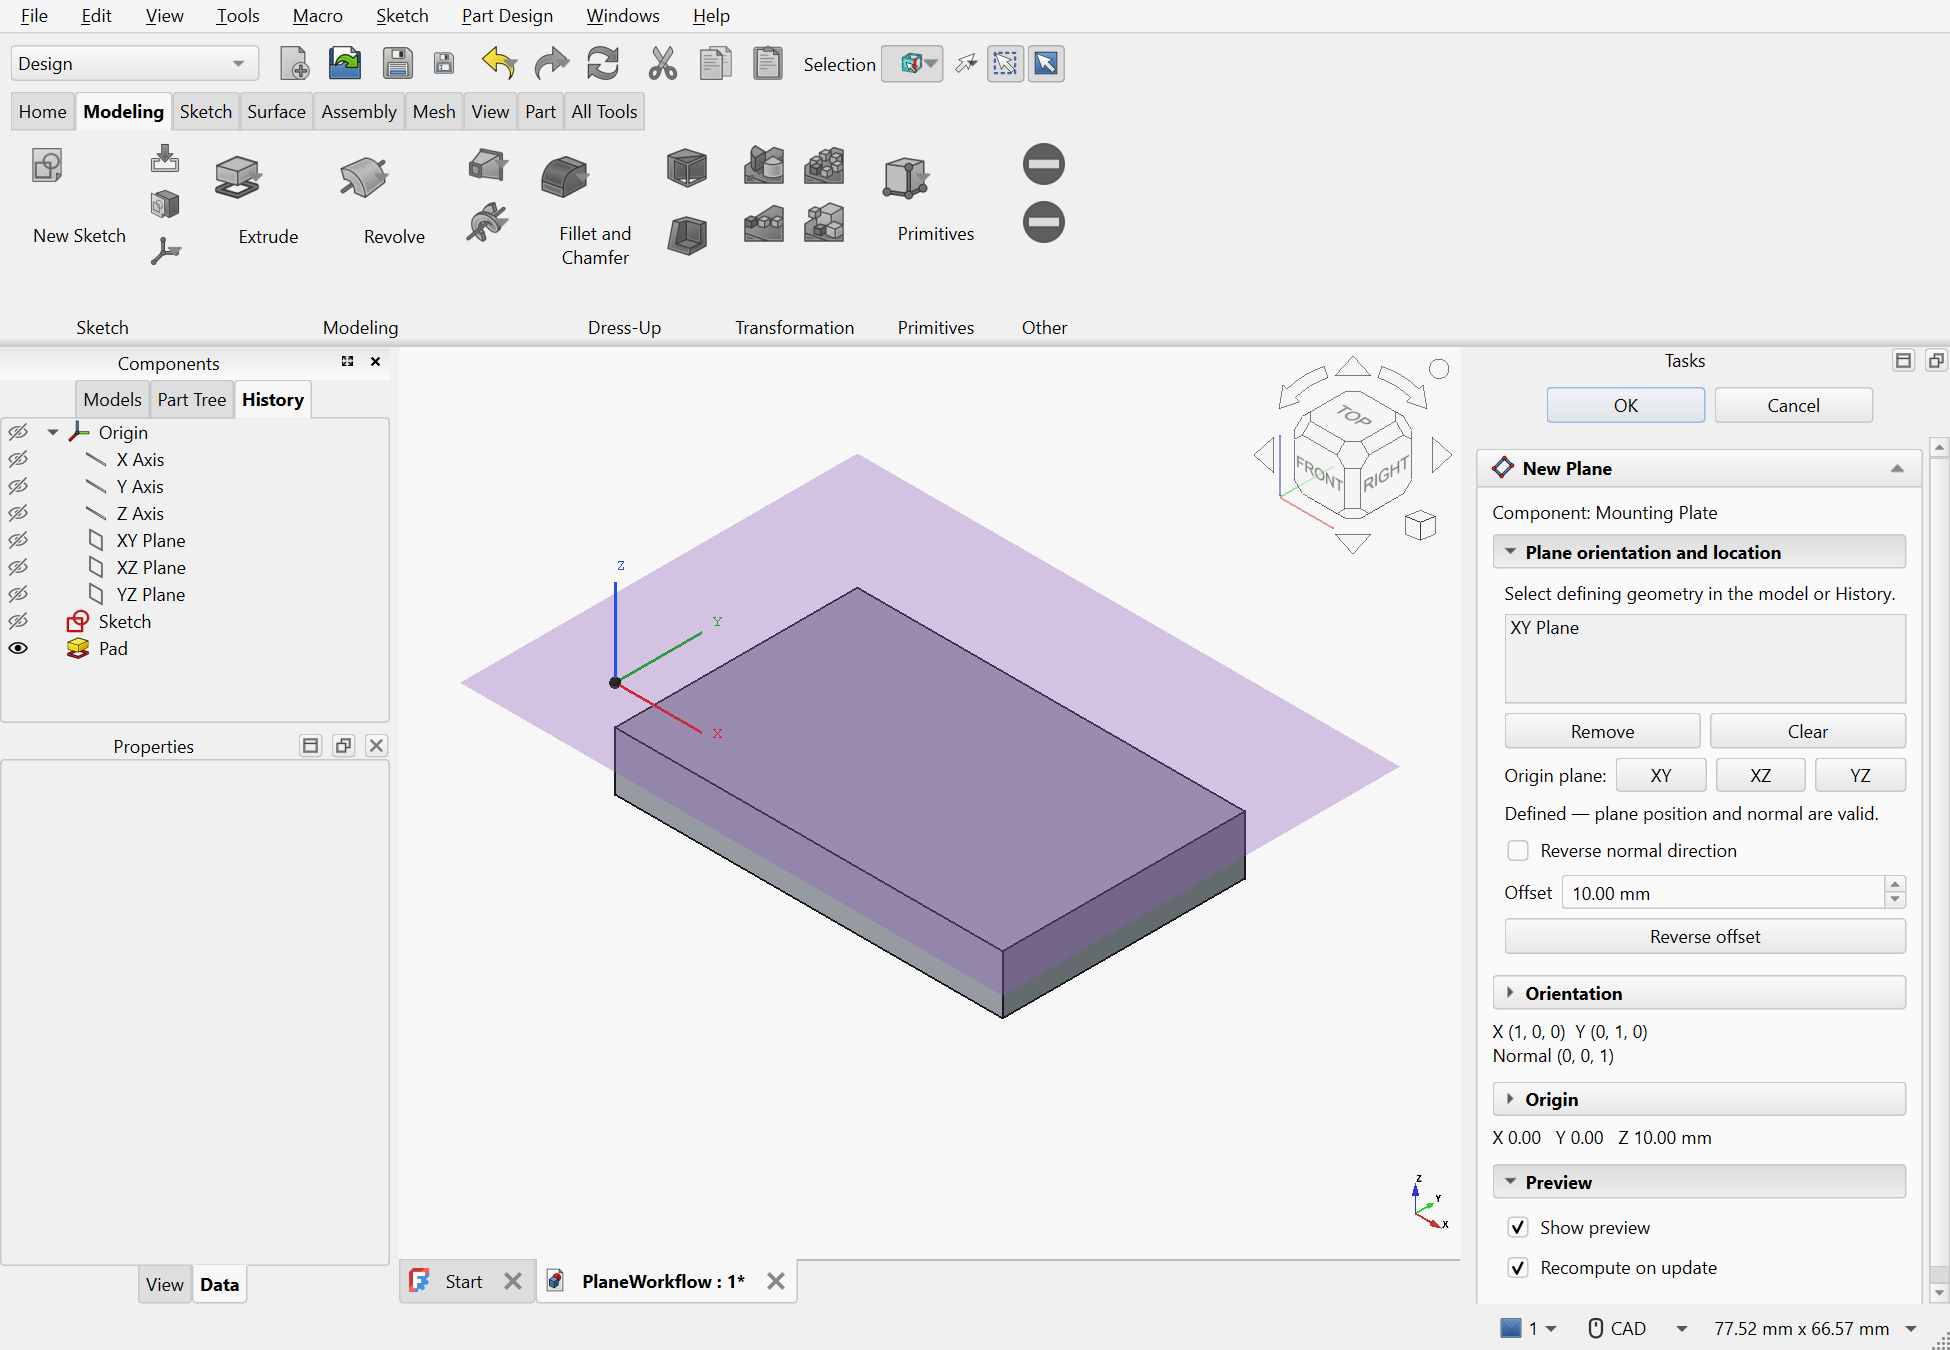 File Edit View Tools Macro Sketch Part Design Windows Help
Design
Selection
Home Modeling Sketch Surface Assembly Mesh View Part All Tools
New Sketch
Extrude
Revolve
Fillet and
Chamfer
Primitives
Sketch Modeling Dress-Up Transformation Primitives Other
Components
Models Part Tree History
Origin
X Axis
Y Axis
Z Axis
XY Plane
XZ Plane
YZ Plane
Sketch
Pad
Properties
View Data
Z
Y
X
TOP
FRONT
RIGHT
Z
Y
X
Start
PlaneWorkflow : 1*
Tasks
OK Cancel
New Plane
Component: Mounting Plate
Plane orientation and location
Select defining geometry in the model or History.
XY Plane
Remove Clear
Origin plane: XY XZ YZ
Defined — plane position and normal are valid.
Reverse normal direction
Offset 10.00 mm
Reverse offset
Orientation
X (1, 0, 0) Y (0, 1, 0)
Normal (0, 0, 1)
Origin
X 0.00 Y 0.00 Z 10.00 mm
Preview
Show preview
Recompute on update
1 CAD 77.52 mm x 66.57 mm